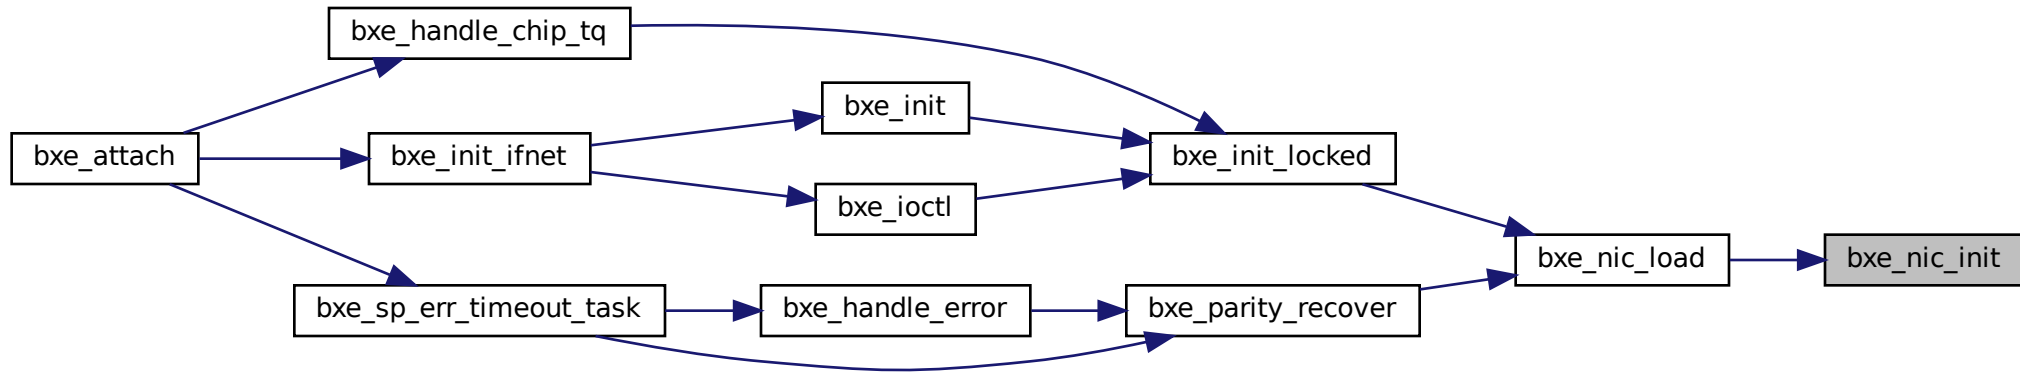 bxe_handle_chip_tq
bxe_init
bxe_attach
bxe_init_ifnet
bxe_init_locked
bxe_ioctl
bxe_nic_load
bxe_nic_init
bxe_sp_err_timeout_task
bxe_handle_error
bxe_parity_recover